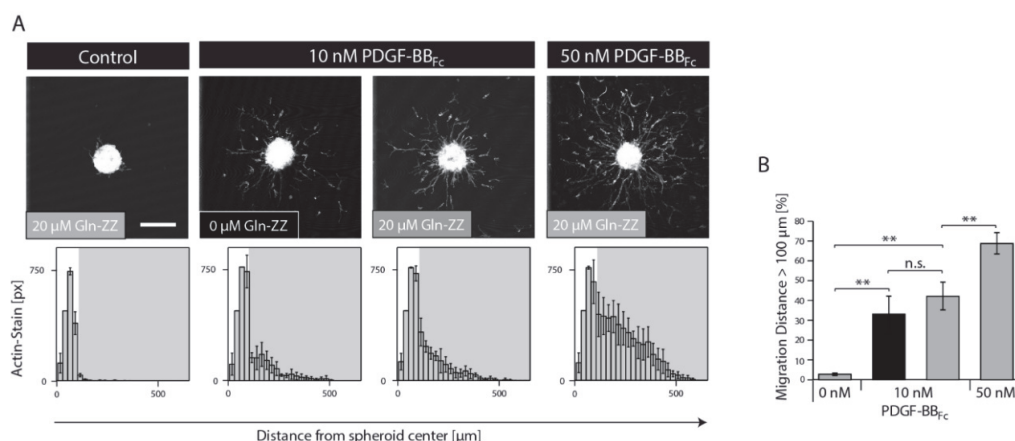 A
Control
10 nM PDGF-BBFc
50 nM PDGF-BBFc
20 µM Gln-ZZ
0 µM Gln-ZZ
20 µM Gln-ZZ
20 µM Gln-ZZ
Actin-Stain [px]
750
0
0
500
750
0
0
500
750
0
0
500
750
0
0
500
Distance from spheroid center [µm]
B
Migration Distance > 100 µm [%]
80
70
60
50
40
30
20
10
0
**
**
n.s.
**
0 nM
10 nM
50 nM
PDGF-BBFc